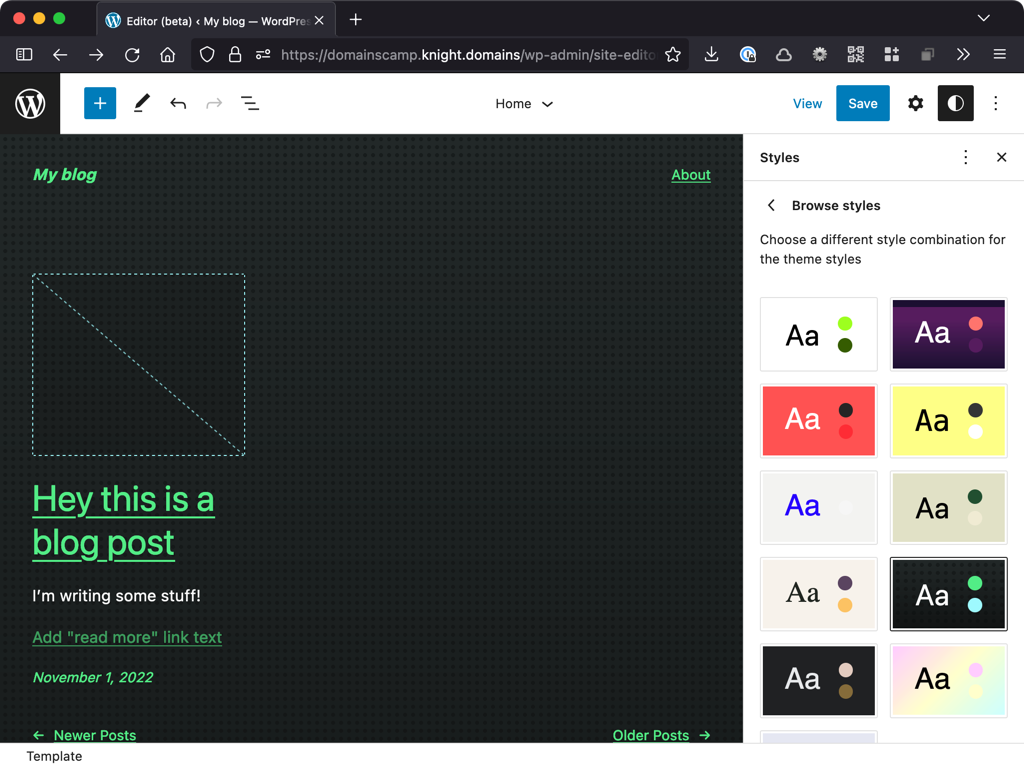 Editor (beta) ‹ My blog — WordPres
https://domainscamp.knight.domains/wp-admin/site-edito
Home
View
Save
My blog
About
Styles
Browse styles
Choose a different style combination for
the theme styles
Aa
Aa
Aa
Aa
Aa
Aa
Aa
Aa
Aa
Aa
Hey this is a
blog post
I’m writing some stuff!
Add "read more" link text
November 1, 2022
← Newer Posts
Older Posts →
Template